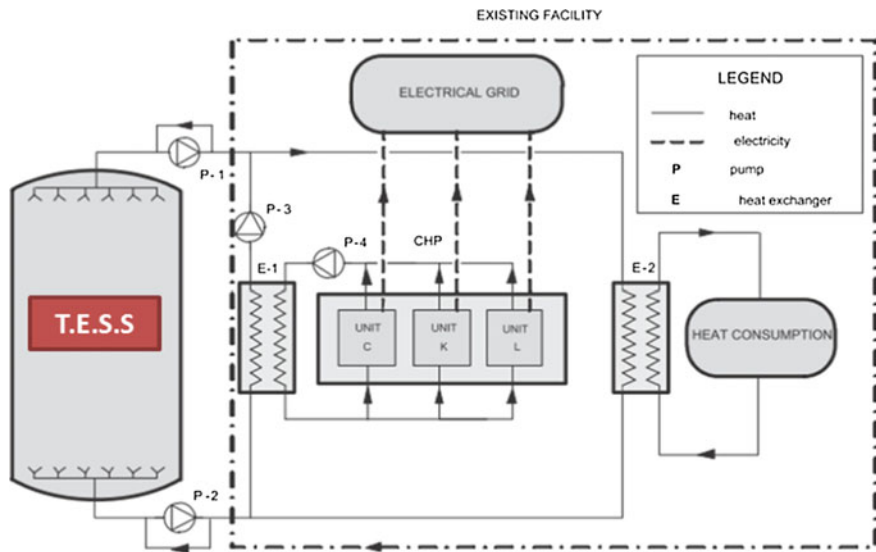 EXISTING FACILITY
LEGEND
heat
electricity
P pump
E heat exchanger
ELECTRICAL GRID
P-1
P-3
P-4
CHP
E-1
E-2
UNIT
C
UNIT
K
UNIT
L
T.E.S.S
HEAT CONSUMPTION
P-2